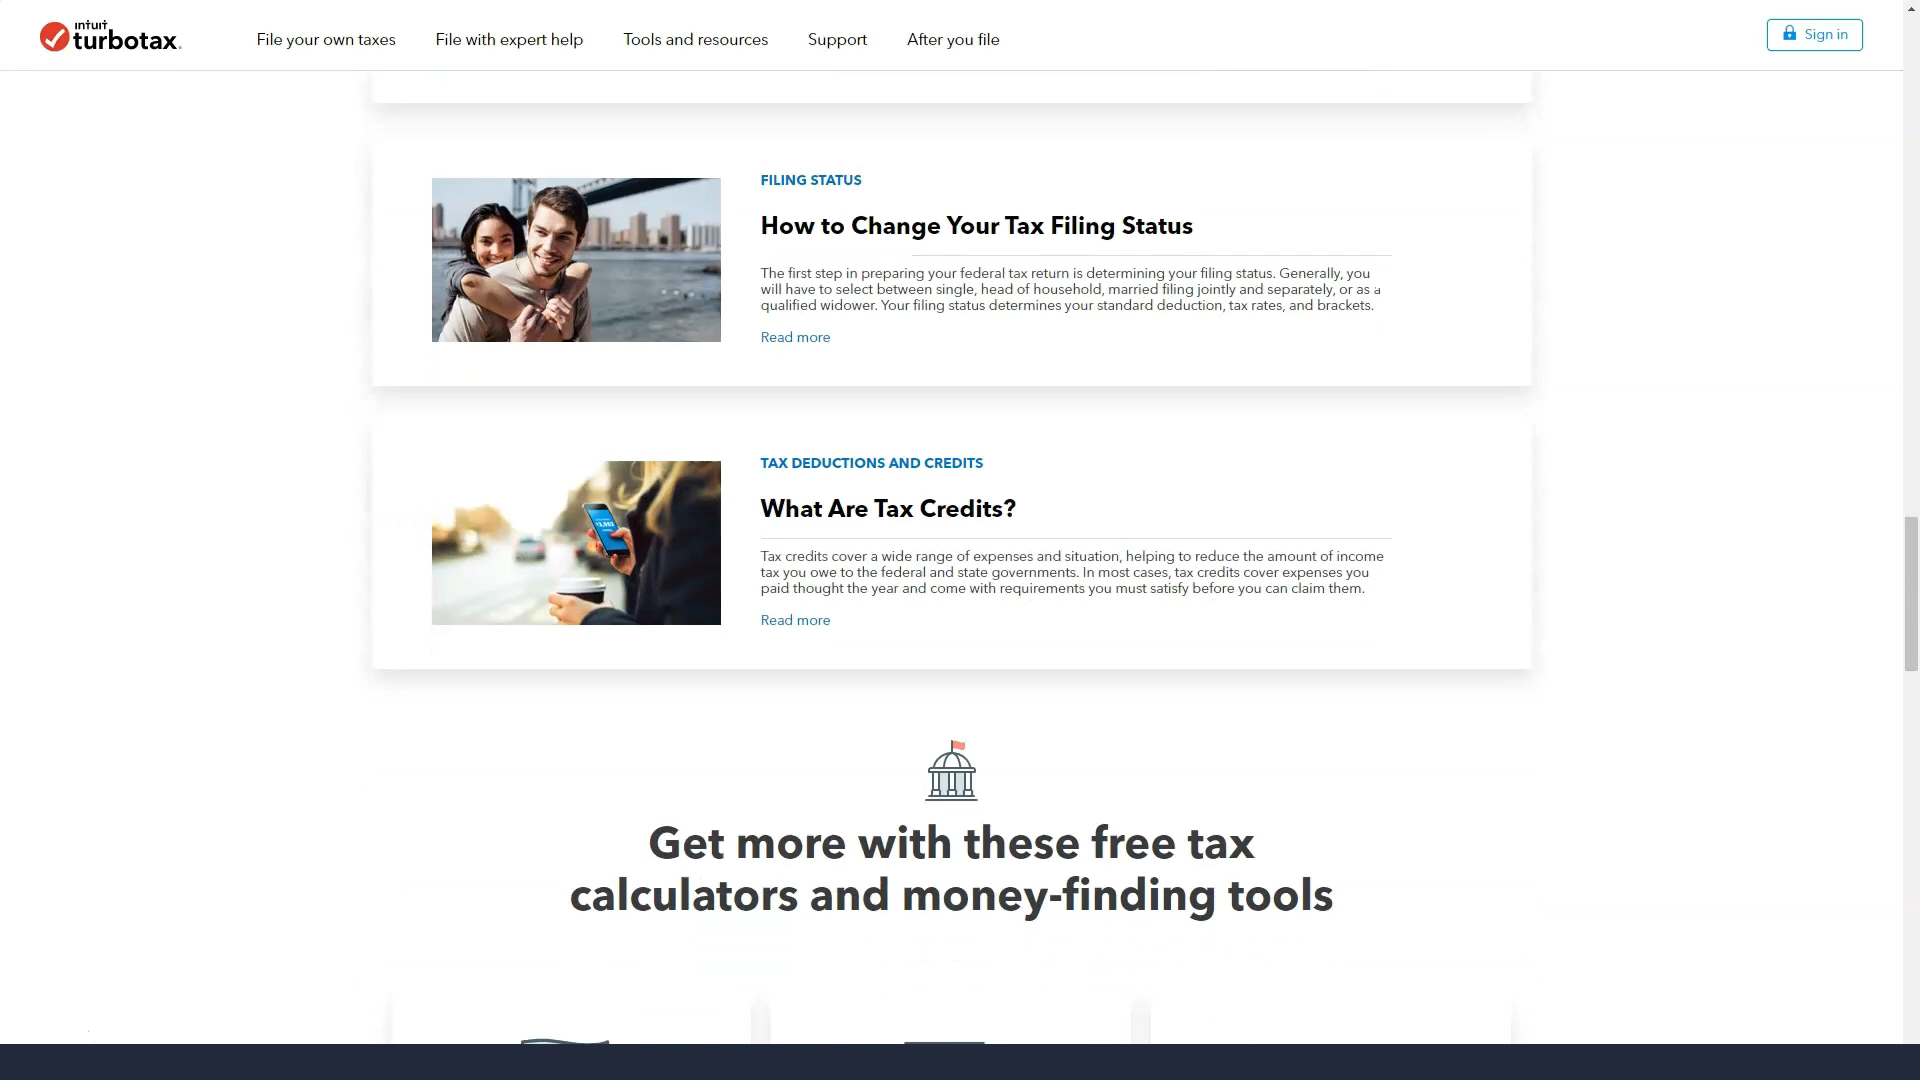 intuit
turbotax.
File your own taxes
File with expert help
Tools and resources
Support
After you file
Sign in
FILING STATUS
How to Change Your Tax Filing Status
The first step in preparing your federal tax return is determining your filing status. Generally, you
will have to select between single, head of household, married filing jointly and separately, or as a
qualified widower. Your filing status determines your standard deduction, tax rates, and brackets.
Read more
TAX DEDUCTIONS AND CREDITS
What Are Tax Credits?
Tax credits cover a wide range of expenses and situation, helping to reduce the amount of income
tax you owe to the federal and state governments. In most cases, tax credits cover expenses you
paid thought the year and come with requirements you must satisfy before you can claim them.
Read more
Get more with these free tax
calculators and money-finding tools